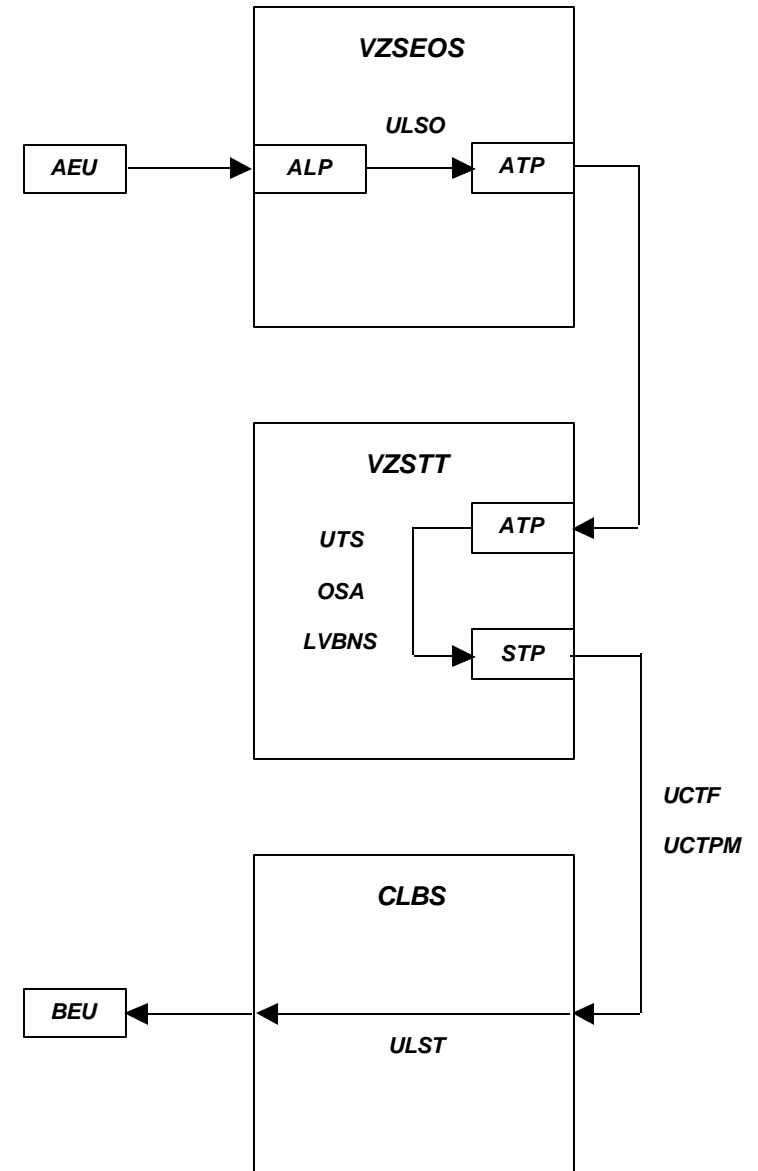 VZSEOS
ULSO
AEU
ALP
ATP
VZSTT
ATP
UTS
OSA
LVBNS
STP
UCTF
UCTPM
CLBS
BEU
ULST